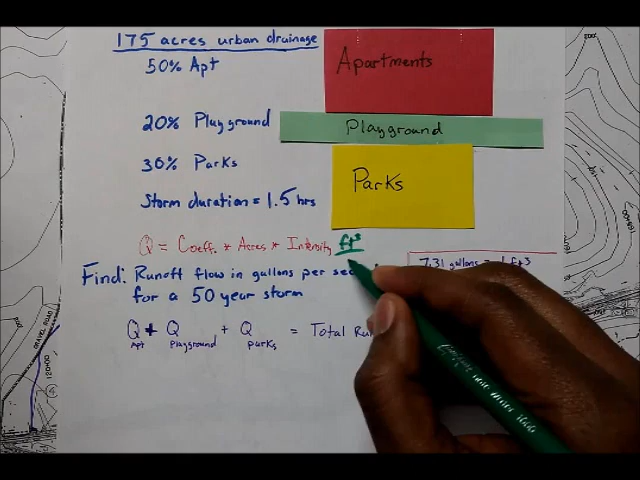 175 acres urban drainage
50% Apt
Apartments
20% Playground
Playground
30% Parks
Parks
Storm duration = 1.5 hrs
Q = Coeff. * Acres * Intensity ft³
7.31 gallons = 1 ft3
Find: Runoff flow in gallons per
for a 50 year storm
Q Apt + Q playground + Q parks = Total
GRAVEL ROAD